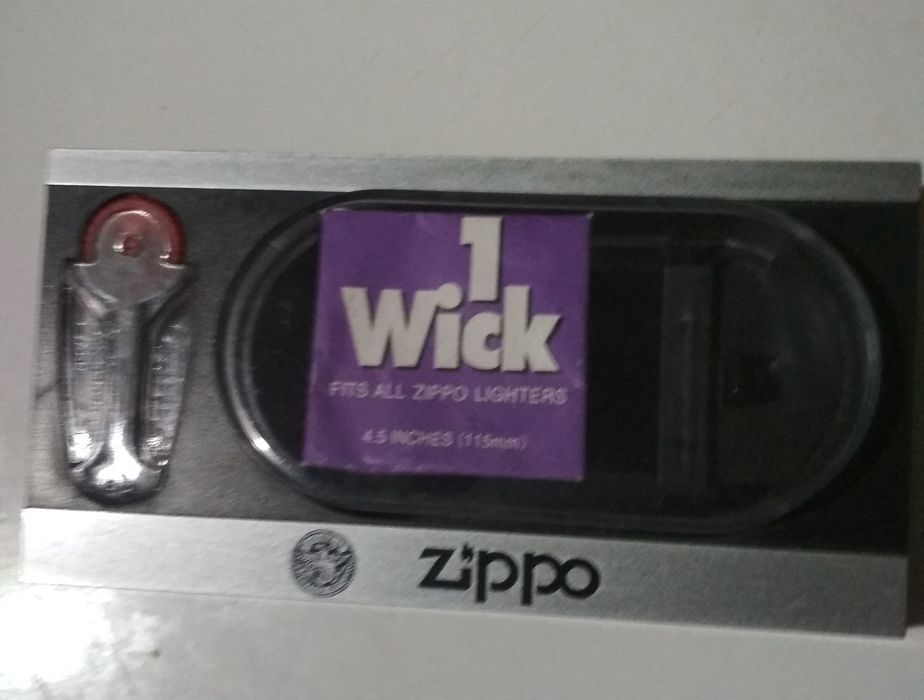 1
Wick
FITS ALL ZIPPO LIGHTERS
4.5 INCHES (115mm)
zippo